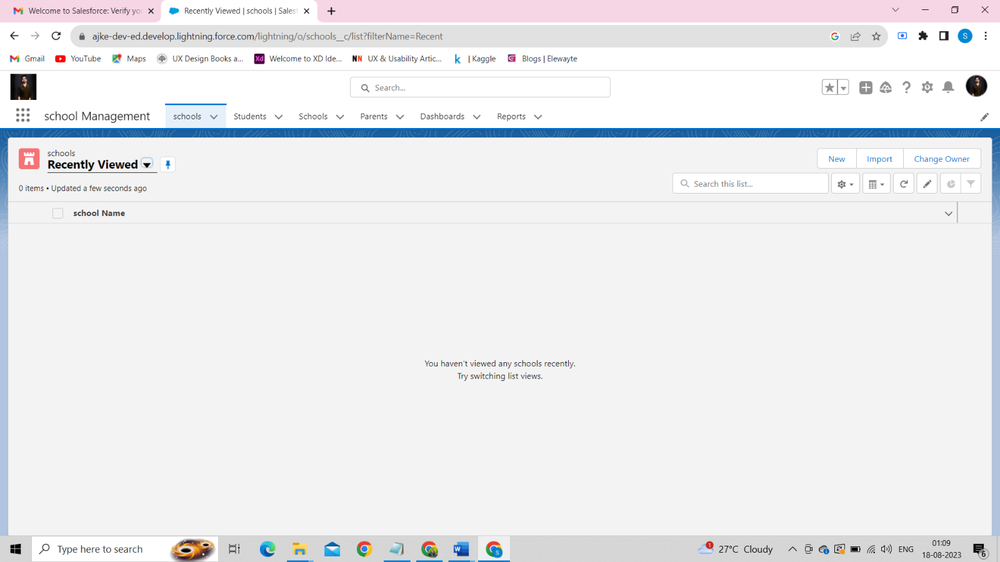 Welcome to Salesforce: Verify yo
Recently Viewed | schools | Sales
ajke-dev-ed.develop.lightning.force.com/lightning/o/schools__c/list?filterName=Recent
S
Gmail YouTube Maps UX Design Books a... Xd Welcome to XD Ide... NN UX & Usability Artic... k | Kaggle Blogs | Elewayte
Search...
school Management schools Students Schools Parents Dashboards Reports
schools
Recently Viewed
New Import Change Owner
0 items • Updated a few seconds ago
Search this list...
school Name
You haven't viewed any schools recently.
Try switching list views.
Type here to search
1
27°C Cloudy
ENG
01:09
18-08-2023
6